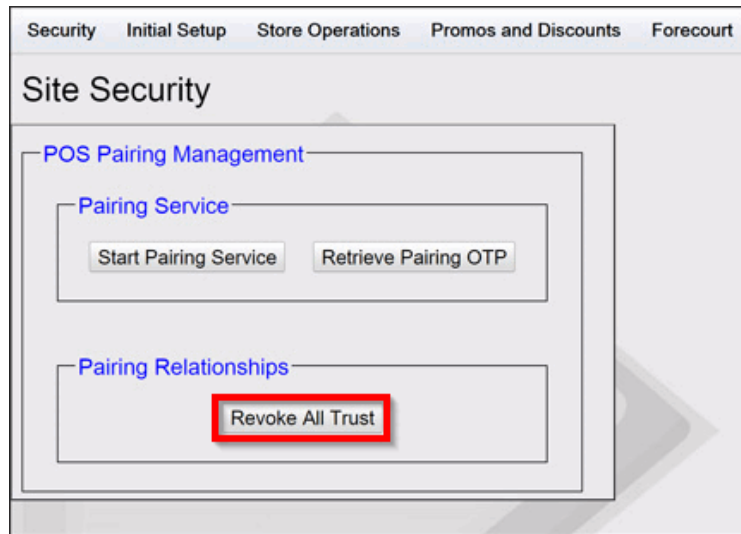 Security Initial Setup Store Operations Promos and Discounts Forecourt
Site Security
POS Pairing Management
Pairing Service
Start Pairing Service Retrieve Pairing OTP
Pairing Relationships
Revoke All Trust